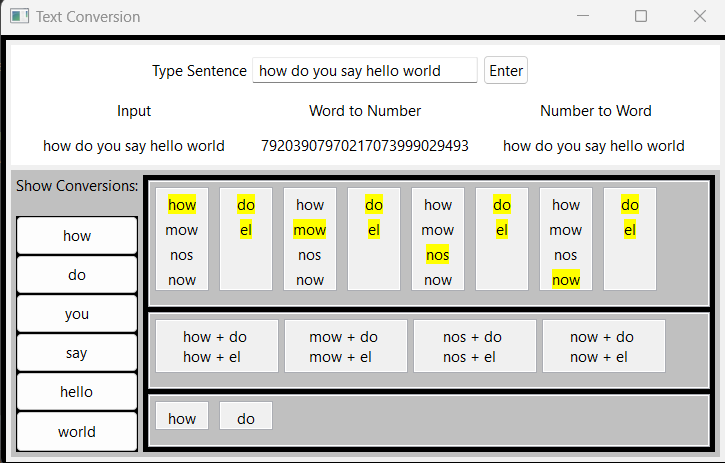 Text Conversion
Type Sentence how do you say hello world Enter
Input Word to Number Number to Word
how do you say hello world 79203907970217073999029493 how do you say hello world
Show Conversions:
how
do
you
say
hello
world
how do how do how do how do
mow el mow el mow el mow el
nos nos nos nos
now now now now
how + do mow + do nos + do now + do
how + el mow + el nos + el now + el
how do